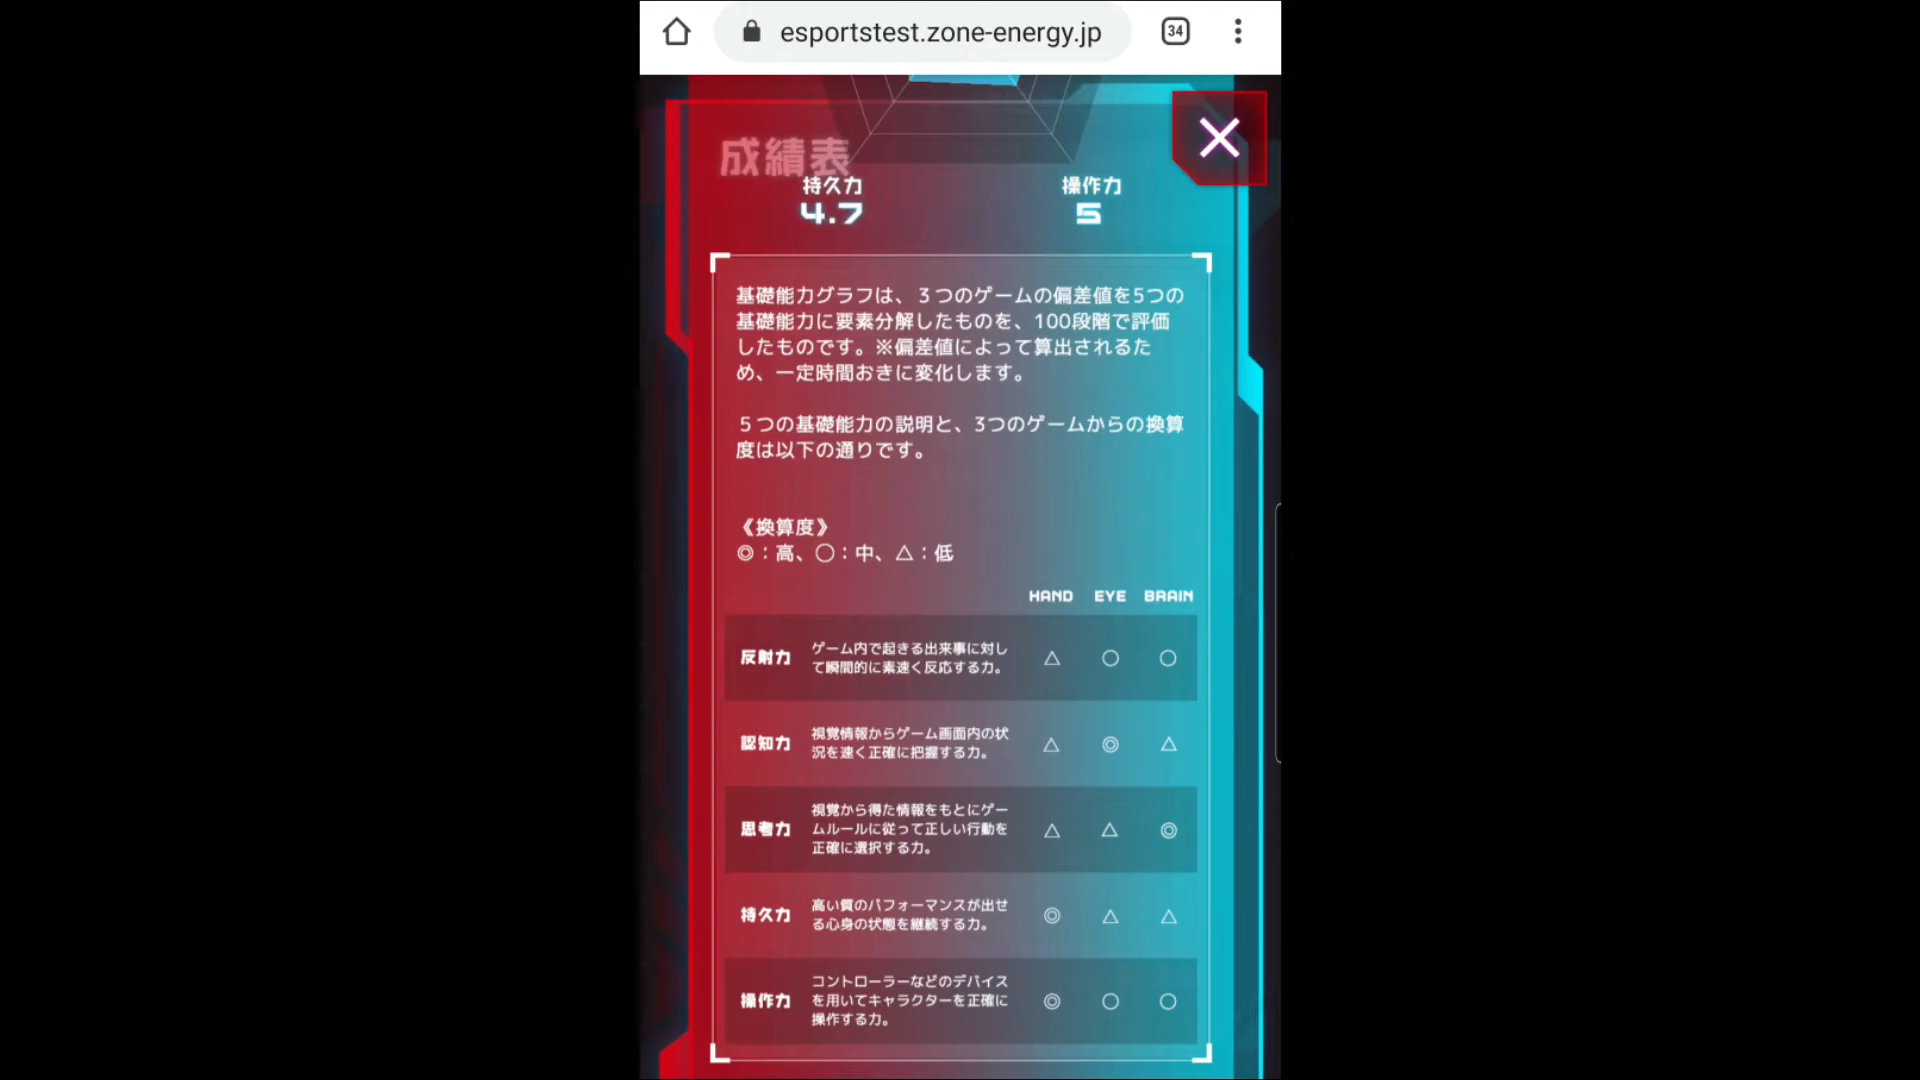 esportstest.zone-energy.jp
34
成績表
持久力 操作力
4.7 5
基礎能力グラフは、３つのゲームの偏差値を5つの
基礎能力に要素分解したものを、100段階で評価
したものです。※偏差値によって算出されるた
め、一定時間おきに変化します。
５つの基礎能力の説明と、3つのゲームからの換算
度は以下の通りです。
《換算度》
◎：高、〇：中、△：低
HAND EYE BRAIN
反射力
ゲーム内で起きる出来事に対し
て瞬間的に素速く反応する力。
△ 〇 〇
認知力
視覚情報からゲーム画面内の状
況を速く正確に把握する力。
△ ◎ △
思考力
視覚から得た情報をもとにゲー
ムルールに従って正しい行動を
正確に選択する力。
△ △ ◎
持久力
高い質のパフォーマンスが出せ
る心身の状態を継続する力。
◎ △ △
操作力
コントローラーなどのデバイス
を用いてキャラクターを正確に
操作する力。
◎ 〇 〇